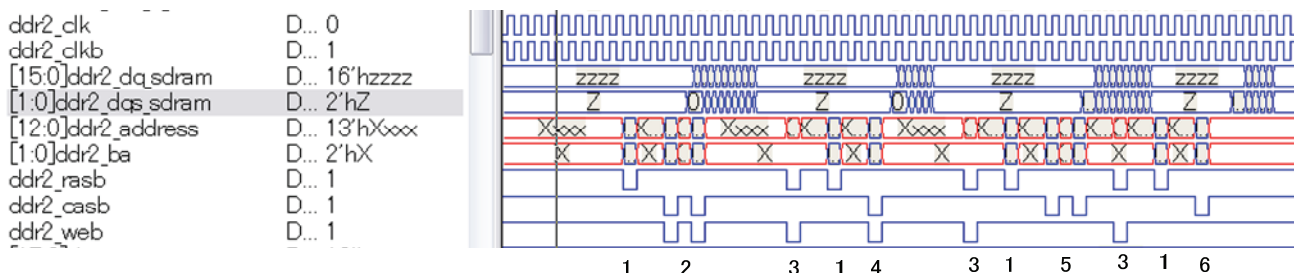 ddr2_clk D... 0
ddr2_clkb D... 1
[15:0]ddr2_dq_sdram D... 16'hzzzz zzzz zzzz zzzz zzzz
[1:0]ddr2_dqs_sdram D... 2'hZ Z 0 Z 0 Z Z
[12:0]ddr2_address D... 13'hXxxx Xxxx Xxxx Xxxx
[1:0]ddr2_ba D... 2'hX X X X X X X X X
ddr2_rasb D... 1
ddr2_casb D... 1
ddr2_web D... 1
1 2 3 1 4 3 1 5 3 1 6